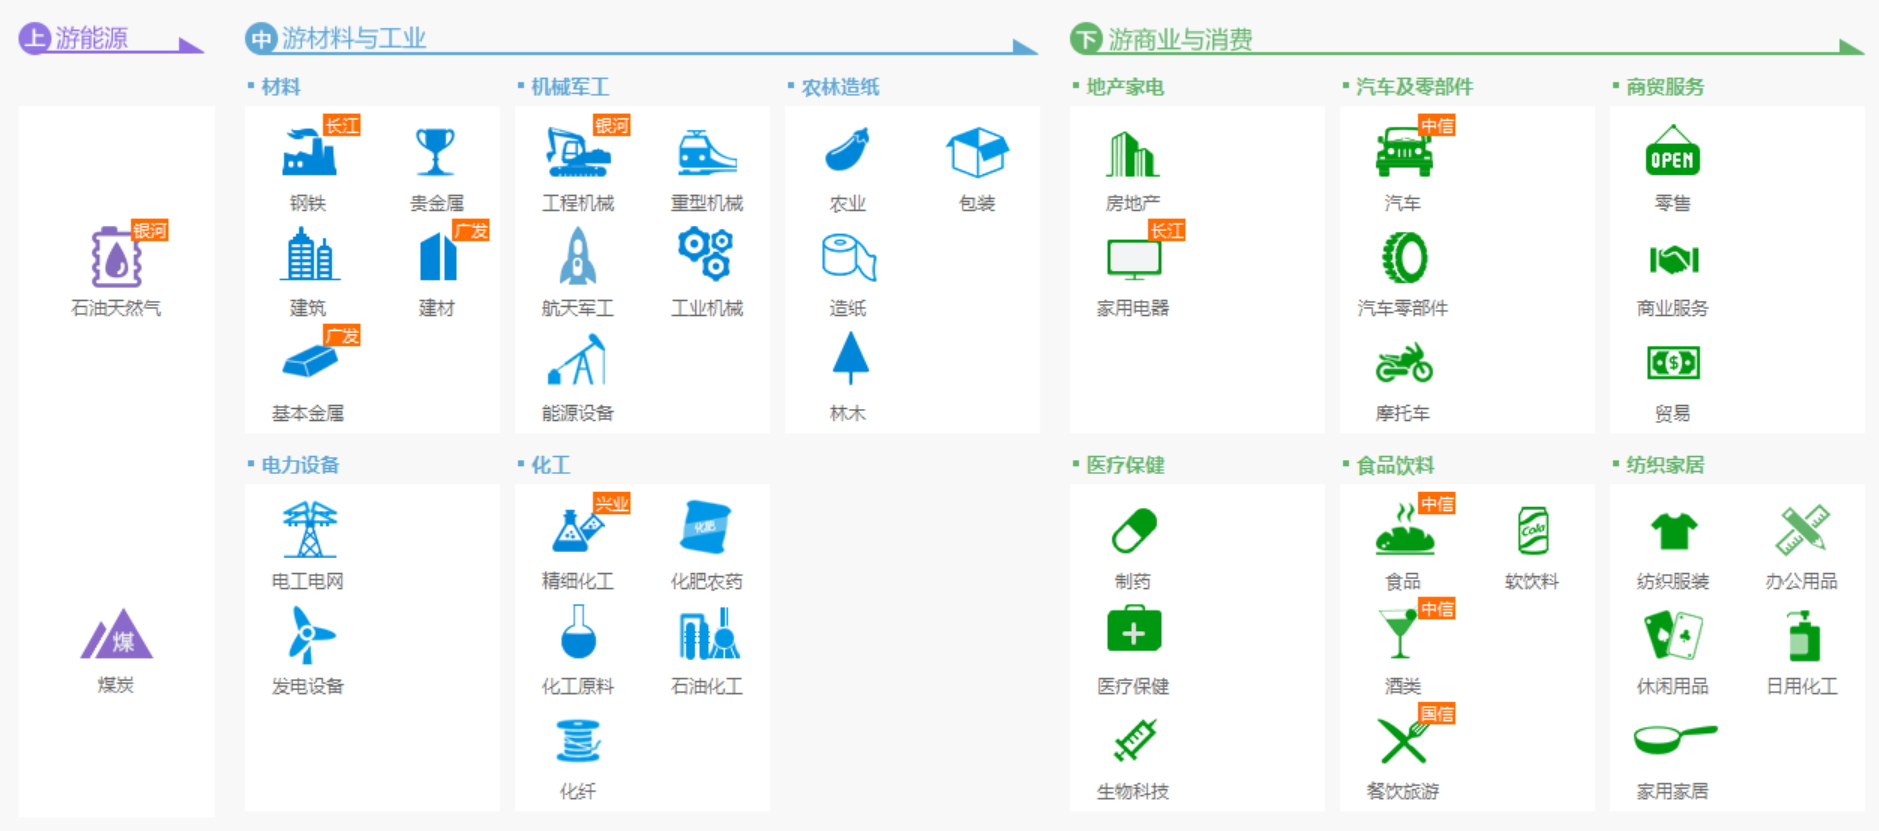 上游能源
中游材料与工业
下游商业与消费
材料
机械军工
农林造纸
地产家电
汽车及零部件
商贸服务
长江
银河
中信
OPEN
钢铁
贵金属
工程机械
重型机械
农业
包装
房地产
汽车
零售
银河
广发
长江
石油天然气
建筑
建材
航天军工
工业机械
造纸
家用电器
汽车零部件
商业服务
广发
$
基本金属
能源设备
林木
摩托车
贸易
电力设备
化工
医疗保健
食品饮料
纺织家居
兴业
化肥
中信
Cola
电工电网
精细化工
化肥农药
制药
食品
软饮料
纺织服装
办公用品
煤
中信
煤炭
发电设备
化工原料
石油化工
医疗保健
酒类
休闲用品
日用化工
国信
化纤
生物科技
餐饮旅游
家用家居